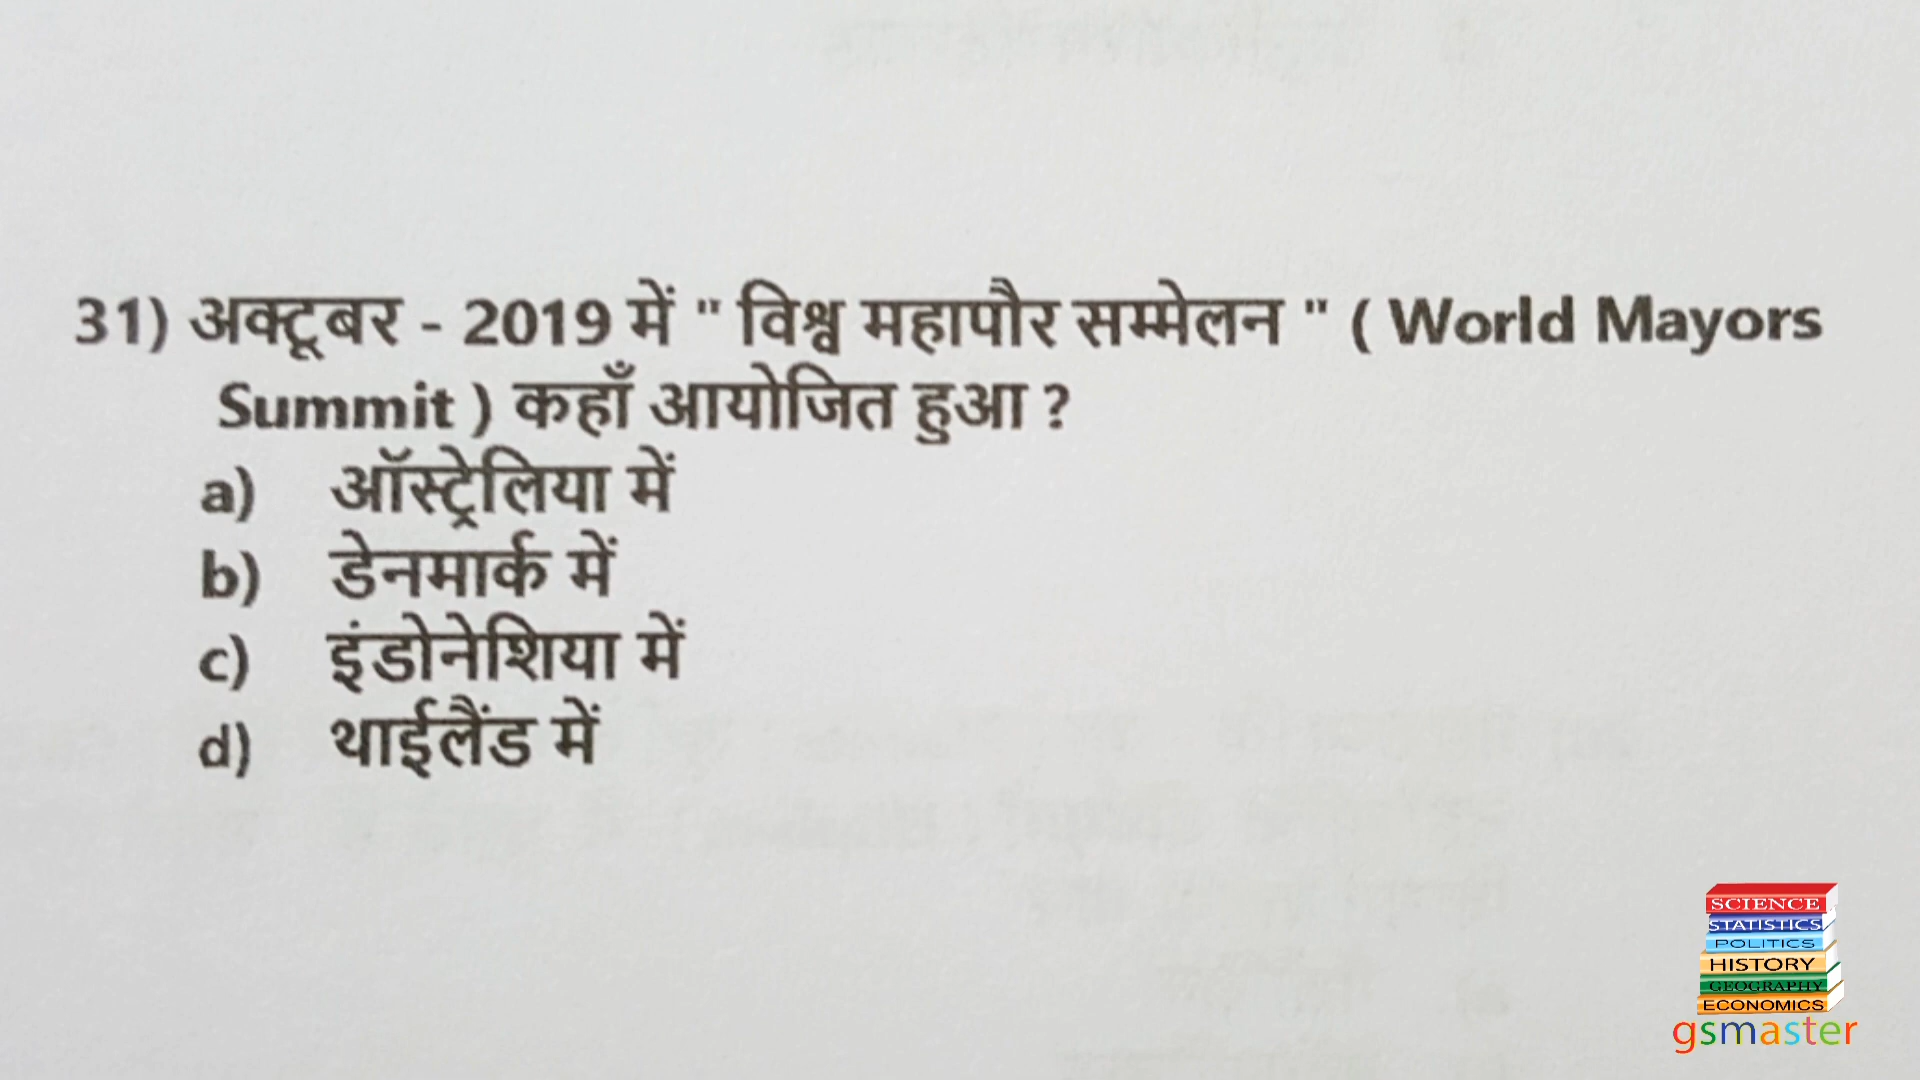 31) अक्टूबर - 2019 में " विश्व महापौर सम्मेलन " ( World Mayors
Summit ) कहाँ आयोजित हुआ ?
a) ऑस्ट्रेलिया में
b) डेनमार्क में
c) इंडोनेशिया में
d) थाईलैंड में
SCIENCE
STATISTICS
POLITICS
HISTORY
GEOGRAPHY
ECONOMICS
gsmaster